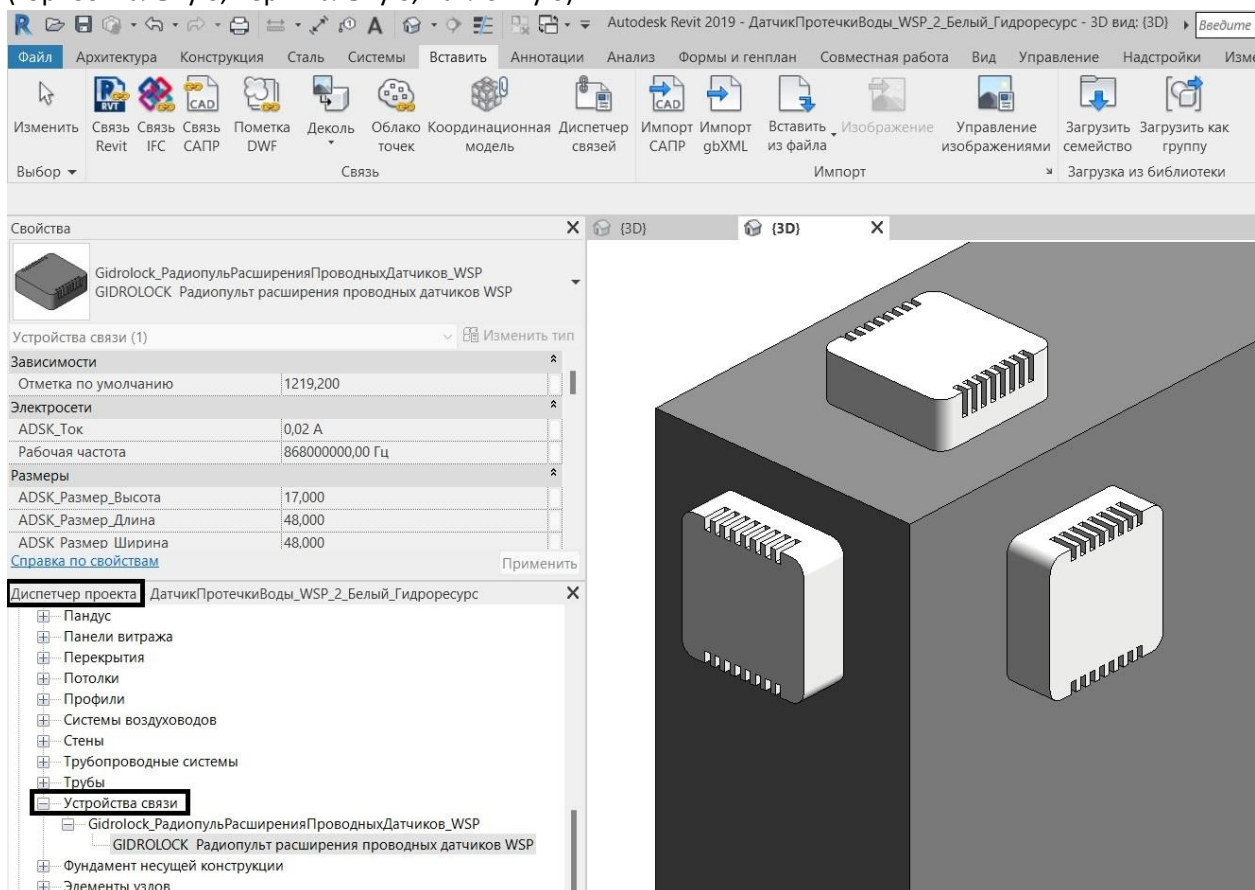 Autodesk Revit 2019 - ДатчикПротечкиВоды_WSP_2_Белый_Гидроресурс - 3D вид: {3D}
Введите
Файл Архитектура Конструкция Сталь Системы Вставить Аннотации Анализ Формы и генплан Совместная работа Вид Управление Надстройки Изме
Изменить Связь Связь Связь Пометка Деколь Облако Координационная Диспетчер Импорт Импорт Вставить Изображение Управление Загрузить Загрузить как
Revit IFC САПР DWF точек модель связей САПР gbXML из файла изображениями семейство группу
Выбор Связь Импорт Загрузка из библиотеки
Свойства
{3D} {3D}
Gidrolock_РадиопульРасширенияПроводныхДатчиков_WSP
GIDROLOCK Радиопульт расширения проводных датчиков WSP
Устройства связи (1) Изменить тип
Зависимости
Отметка по умолчанию 1219,200
Электросети
ADSK_Ток 0,02 А
Рабочая частота 868000000,00 Гц
Размеры
ADSK_Размер_Высота 17,000
ADSK_Размер_Длина 48,000
ADSK_Размер_Ширина 48,000
Справка по свойствам Применить
Диспетчер проекта ДатчикПротечкиВоды_WSP_2_Белый_Гидроресурс
Пандус
Панели витража
Перекрытия
Потолки
Профили
Системы воздуховодов
Стены
Трубопроводные системы
Трубы
Устройства связи
Gidrolock_РадиопульРасширенияПроводныхДатчиков_WSP
GIDROLOCK Радиопульт расширения проводных датчиков WSP
Фундамент несущей конструкции
Элементы узлов